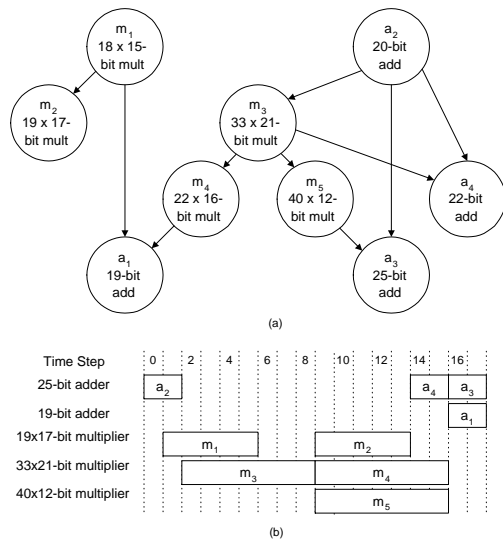 m1
18 x 15-
bit mult
a2
20-bit
add
m2
19 x 17-
bit mult
m3
33 x 21-
bit mult
m4
22 x 16-
bit mult
m5
40 x 12-
bit mult
a4
22-bit
add
a1
19-bit
add
a3
25-bit
add
(a)
Time Step 0 2 4 6 8 10 12 14 16
25-bit adder a2 a4 a3
19-bit adder a1
19x17-bit multiplier m1 m2
33x21-bit multiplier m3 m4
40x12-bit multiplier m5
(b)